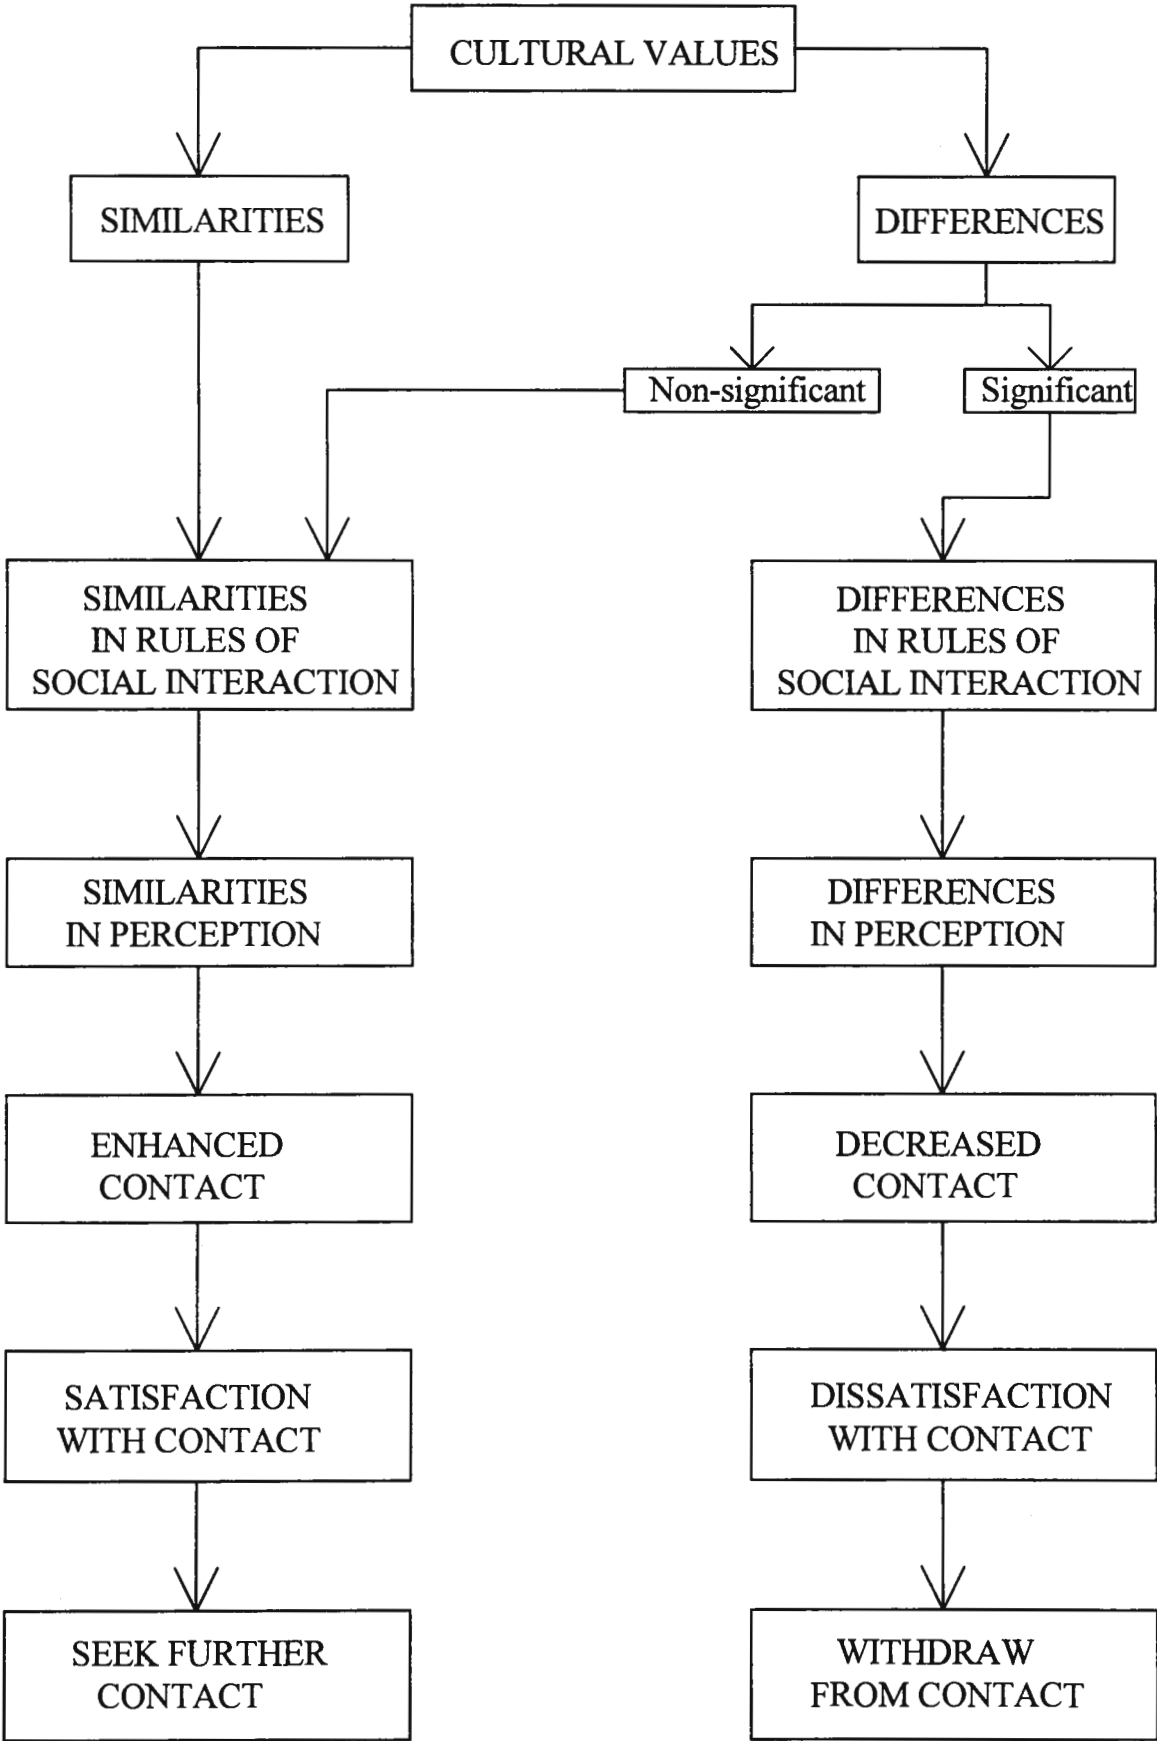 CULTURAL VALUES
SIMILARITIES
DIFFERENCES
Non-significant
Significant
SIMILARITIES
IN RULES OF
SOCIAL INTERACTION
DIFFERENCES
IN RULES OF
SOCIAL INTERACTION
SIMILARITIES
IN PERCEPTION
DIFFERENCES
IN PERCEPTION
ENHANCED
CONTACT
DECREASED
CONTACT
SATISFACTION
WITH CONTACT
DISSATISFACTION
WITH CONTACT
SEEK FURTHER
CONTACT
WITHDRAW
FROM CONTACT